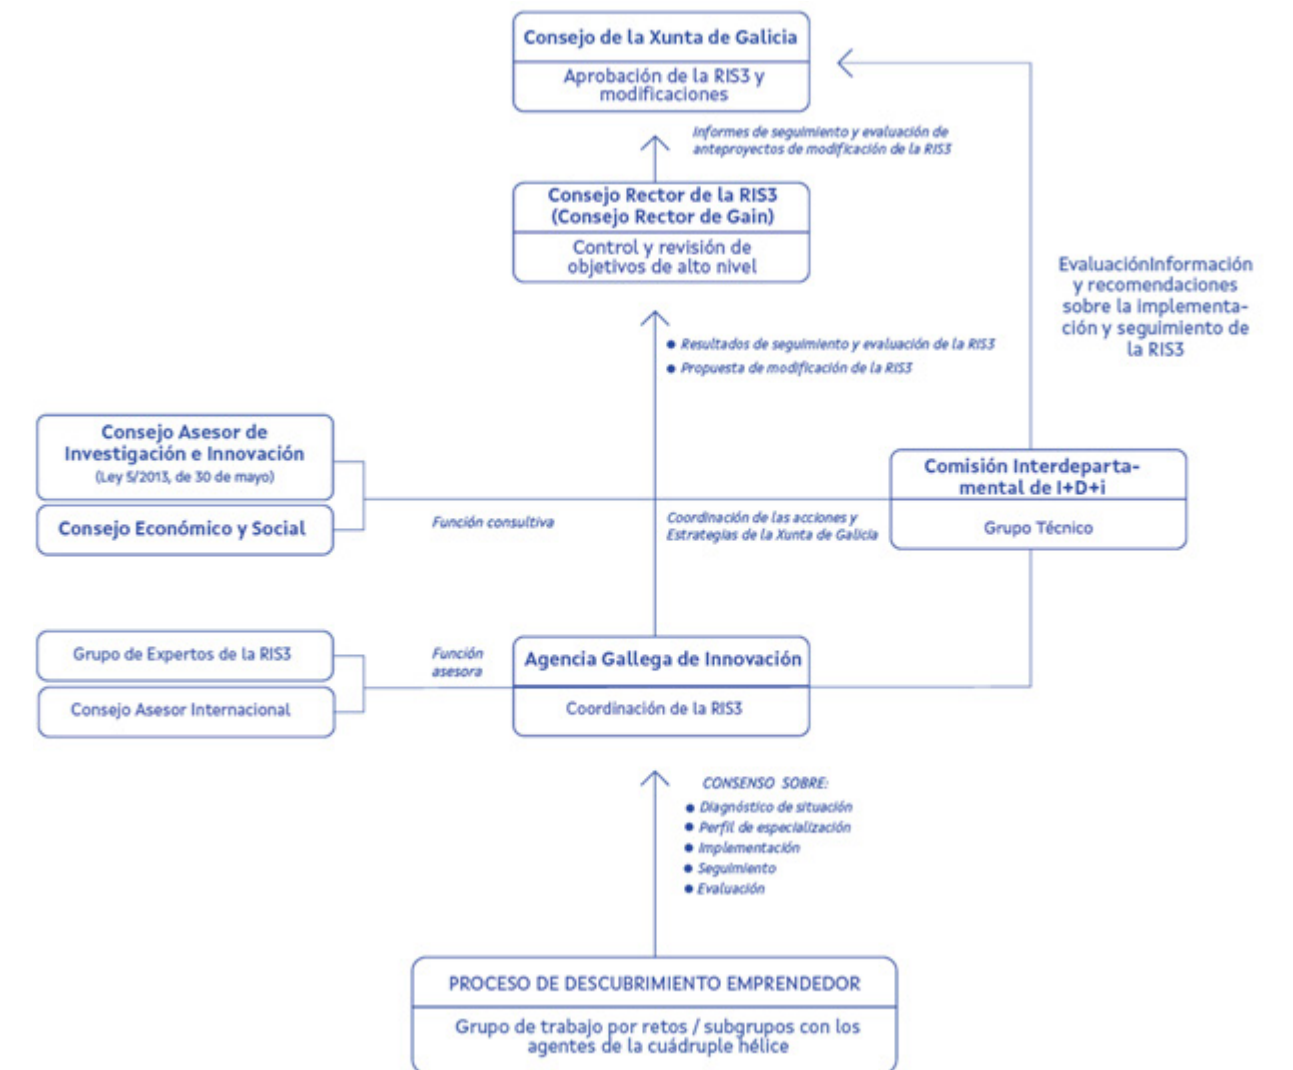 Consejo de la Xunta de Galicia
Aprobación de la RIS3 y
modificaciones
Informes de seguimiento y evaluación de
anteproyectos de modificación de la RIS3
Consejo Rector de la RIS3
(Consejo Rector de Gain)
Control y revisión de
objetivos de alto nivel
EvaluaciónInformación
y recomendaciones
sobre la implementa-
ción y seguimiento de
la RIS3
● Resultados de seguimiento y evaluación de la RIS3
● Propuesta de modificación de la RIS3
Consejo Asesor de
Investigación e Innovación
(Ley 5/2013, de 30 de mayo)
Consejo Económico y Social
Función consultiva
Coordinación de las acciones y
Estrategias de la Xunta de Galicia
Comisión Interdeparta-
mental de I+D+i
Grupo Técnico
Grupo de Expertos de la RIS3
Consejo Asesor Internacional
Función
asesora
Agencia Gallega de Innovación
Coordinación de la RIS3
CONSENSO SOBRE:
● Diagnóstico de situación
● Perfil de especialización
● Implementación
● Seguimiento
● Evaluación
PROCESO DE DESCUBRIMIENTO EMPRENDEDOR
Grupo de trabajo por retos / subgrupos con los
agentes de la cuádruple hélice